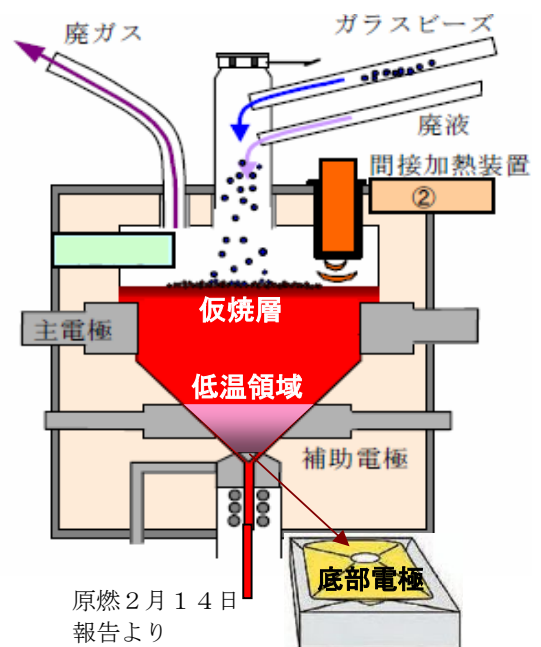 廃ガス
ガラスビーズ
廃液
間接加熱装置
②
仮焼層
主電極
低温領域
補助電極
底部電極
原燃２月１４日
報告より